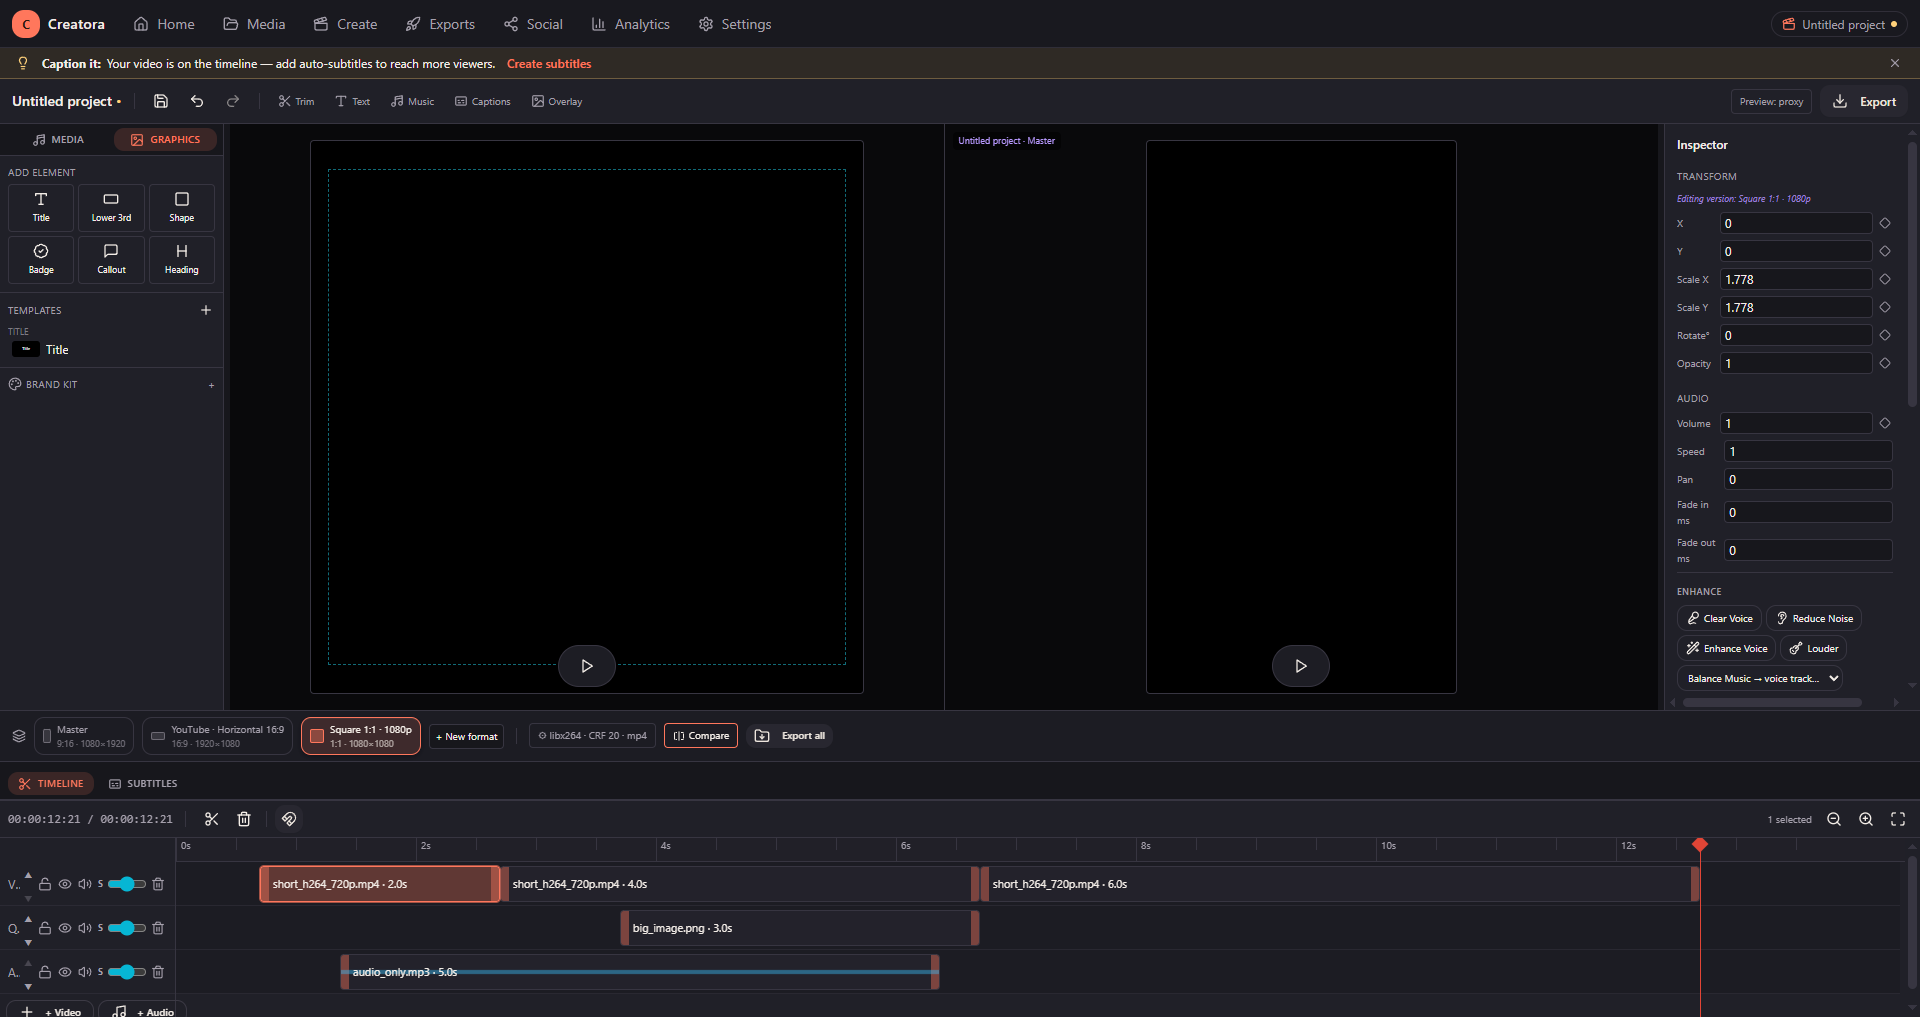 C Creatora Home Media Create Exports Social Analytics Settings Untitled project
Caption it: Your video is on the timeline — add auto-subtitles to reach more viewers. Create subtitles
Untitled project • Trim Text Music Captions Overlay Preview: proxy Export
MEDIA GRAPHICS
ADD ELEMENT
Title Lower 3rd Shape
Badge Callout Heading
TEMPLATES +
TITLE
Title Title
BRAND KIT +
Untitled project · Master
Inspector
TRANSFORM
Editing version: Square 1:1 · 1080p
X 0
Y 0
Scale X 1.778
Scale Y 1.778
Rotate° 0
Opacity 1
AUDIO
Volume 1
Speed 1
Pan 0
Fade in ms 0
Fade out ms 0
ENHANCE
Clear Voice Reduce Noise
Enhance Voice Louder
Balance Music → voice track...
Master
9:16 · 1080×1920
YouTube · Horizontal 16:9
16:9 · 1920×1080
Square 1:1 · 1080p
1:1 · 1080×1080
+ New format
libx264 · CRF 20 · mp4
Compare
Export all
TIMELINE SUBTITLES
00:00:12:21 / 00:00:12:21 1 selected
0s 2s 4s 6s 8s 10s 12s
V.. S short_h264_720p.mp4 · 2.0s short_h264_720p.mp4 · 4.0s short_h264_720p.mp4 · 6.0s
Q. S big_image.png · 3.0s
A.. S audio_only.mp3 · 5.0s
+ Video + Audio